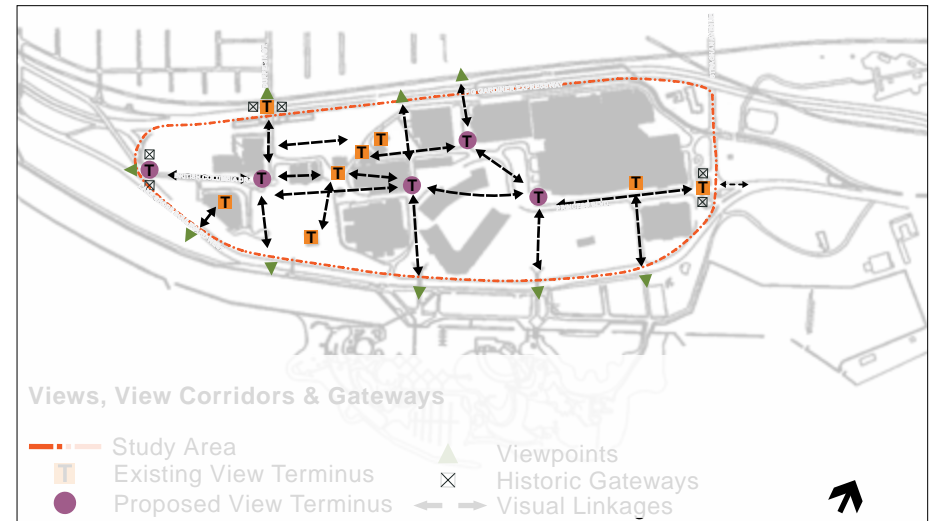 T
T
T
T
T
T
T
T
T
T
T
T
T
Views, View Corridors & Gateways
Study Area
T Existing View Terminus
Proposed View Terminus
Viewpoints
Historic Gateways
Visual Linkages